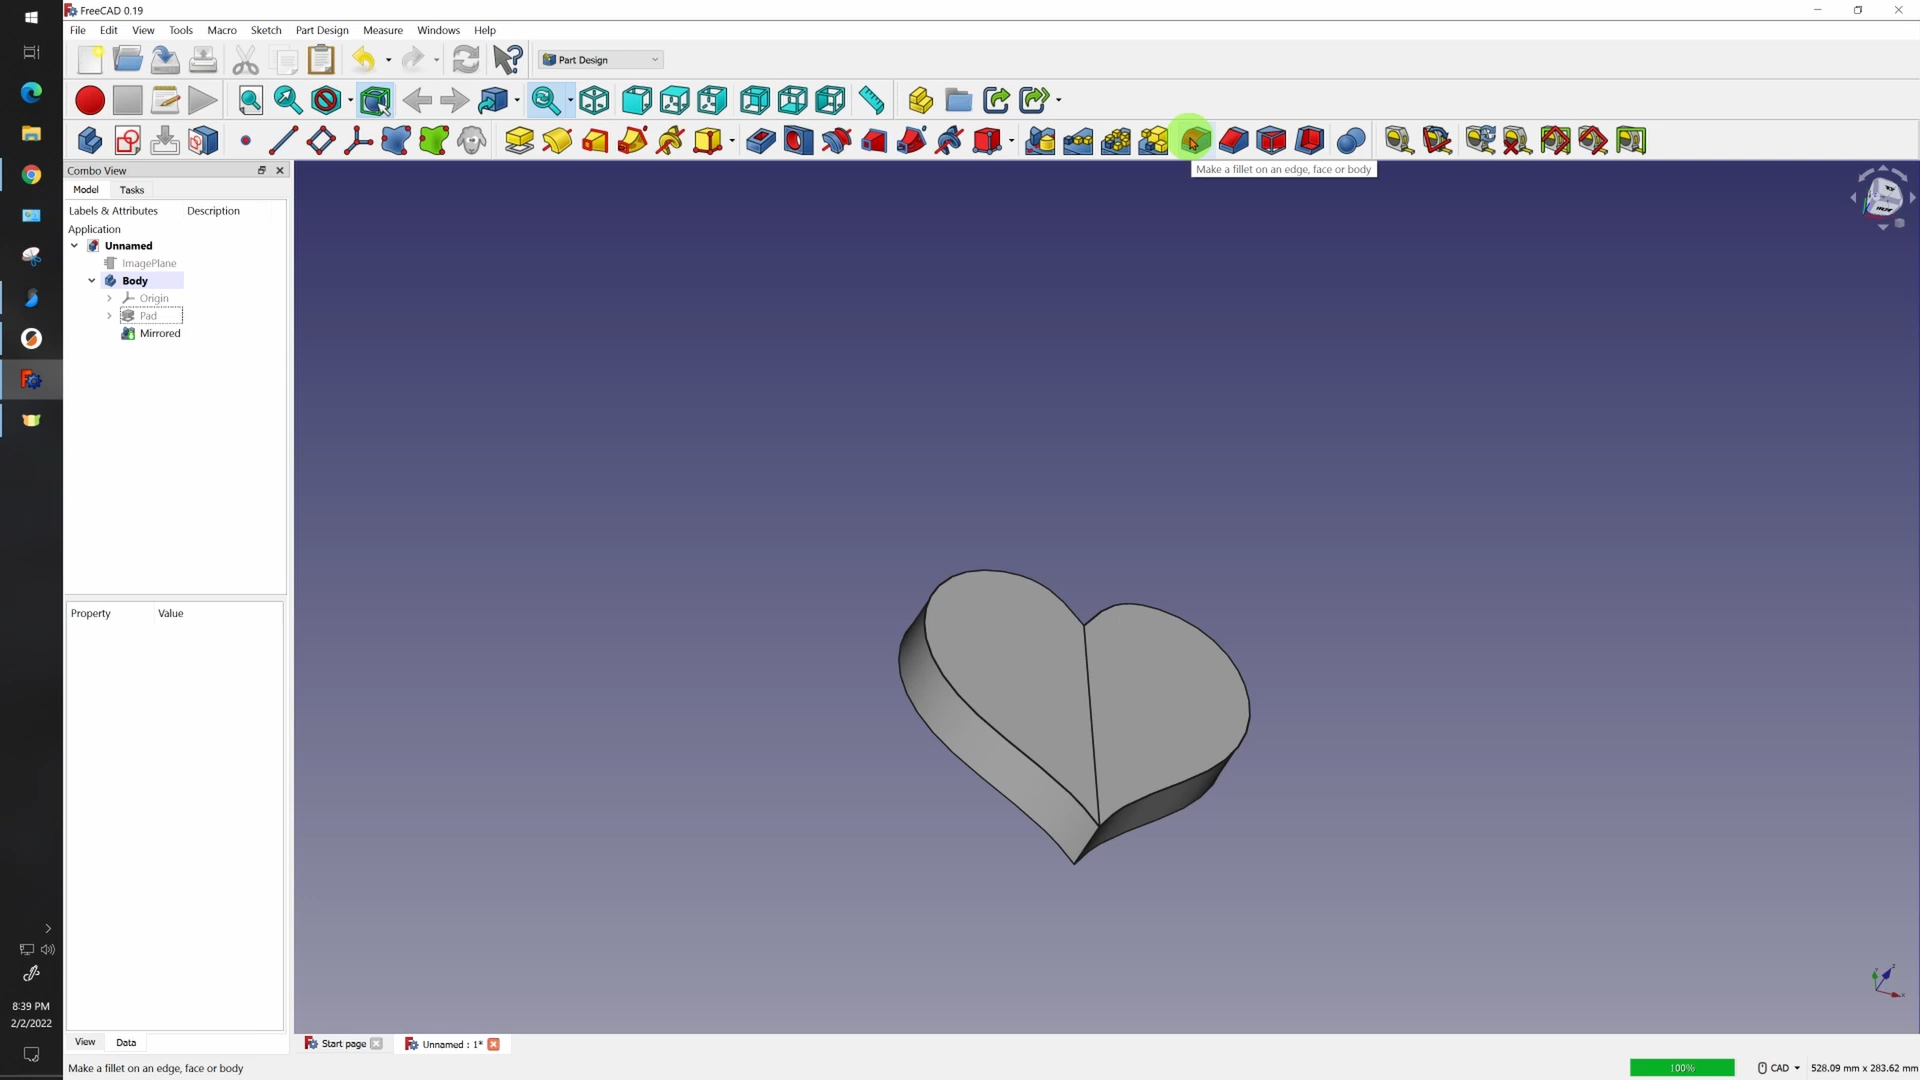 FreeCAD 0.19
File Edit View Tools Macro Sketch Part Design Measure Windows Help
Part Design
Combo View
Make a fillet on an edge, face or body
Model Tasks
Labels & Attributes Description
Application
Unnamed
ImagePlane
Body
Origin
Pad
Mirrored
Property Value
8:39 PM
2/2/2022
View Data
Start page
Unnamed : 1*
Make a fillet on an edge, face or body
100%
CAD
528.09 mm x 283.62 mm